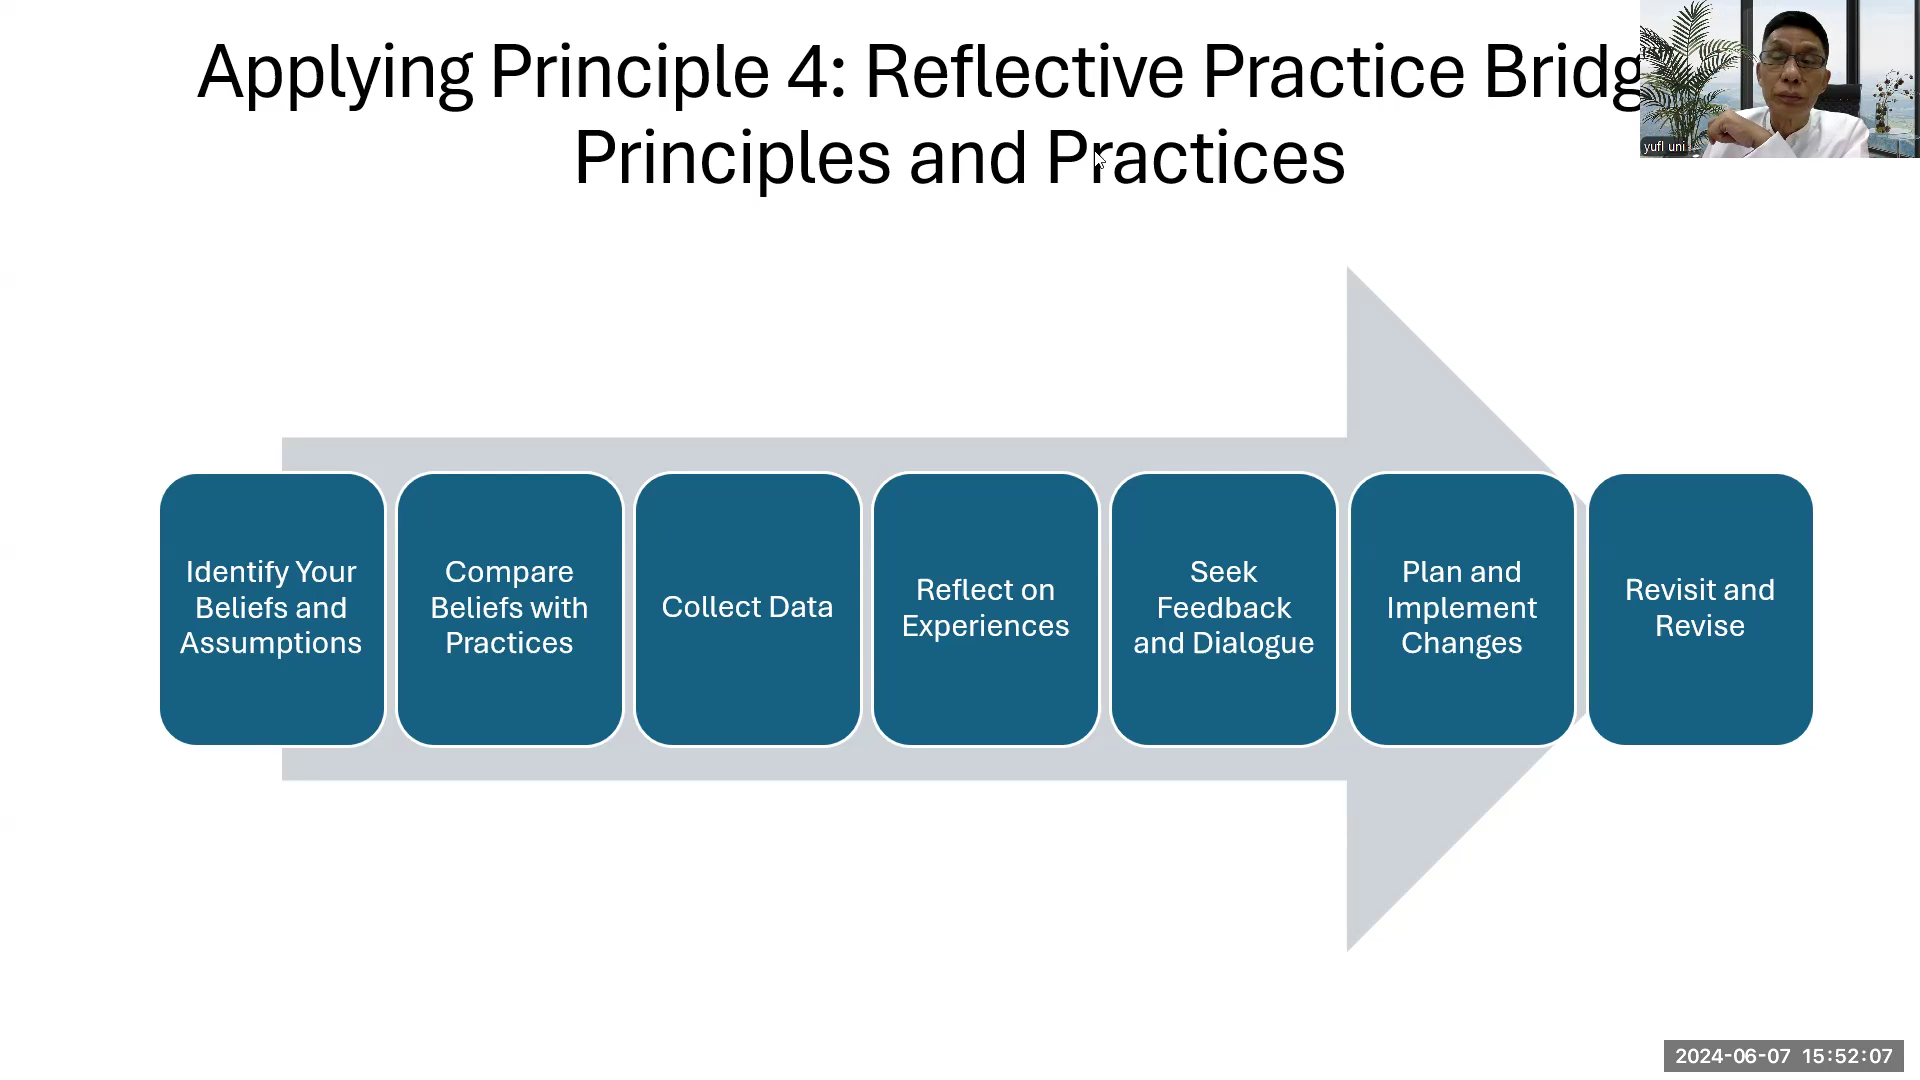 Applying Principle 4: Reflective Practice Bridg
Principles and Practices
yufl uni
Identify Your
Beliefs and
Assumptions
Compare
Beliefs with
Practices
Collect Data
Reflect on
Experiences
Seek
Feedback
and Dialogue
Plan and
Implement
Changes
Revisit and
Revise
2024-06-07 15:52:07